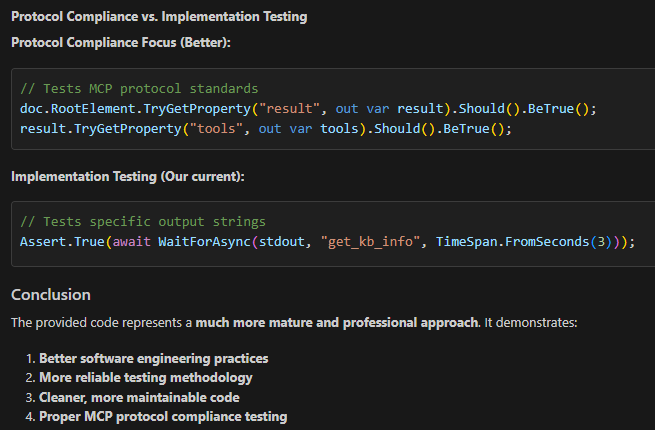 Protocol Compliance vs. Implementation Testing
Protocol Compliance Focus (Better):
// Tests MCP protocol standards
doc.RootElement.TryGetProperty("result", out var result).Should().BeTrue();
result.TryGetProperty("tools", out var tools).Should().BeTrue();
Implementation Testing (Our current):
// Tests specific output strings
Assert.True(await WaitForAsync(stdout, "get_kb_info", TimeSpan.FromSeconds(3)));
Conclusion
The provided code represents a much more mature and professional approach. It demonstrates:
1. Better software engineering practices
2. More reliable testing methodology
3. Cleaner, more maintainable code
4. Proper MCP protocol compliance testing